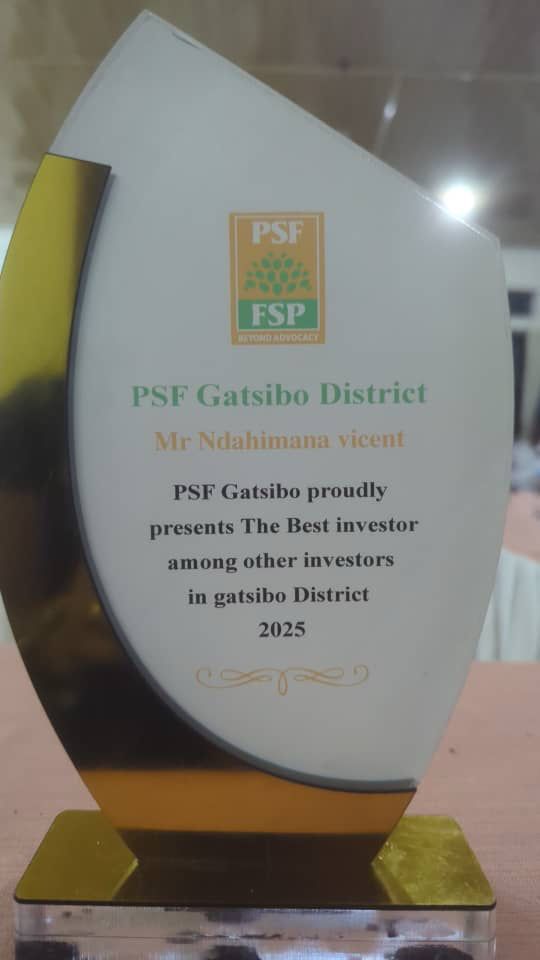 PSF
FSP
BEYOND ADVOCACY
PSF Gatsibo District
Mr Ndahimana vicent
PSF Gatsibo proudly
presents The Best investor
among other investors
in gatsibo District
2025